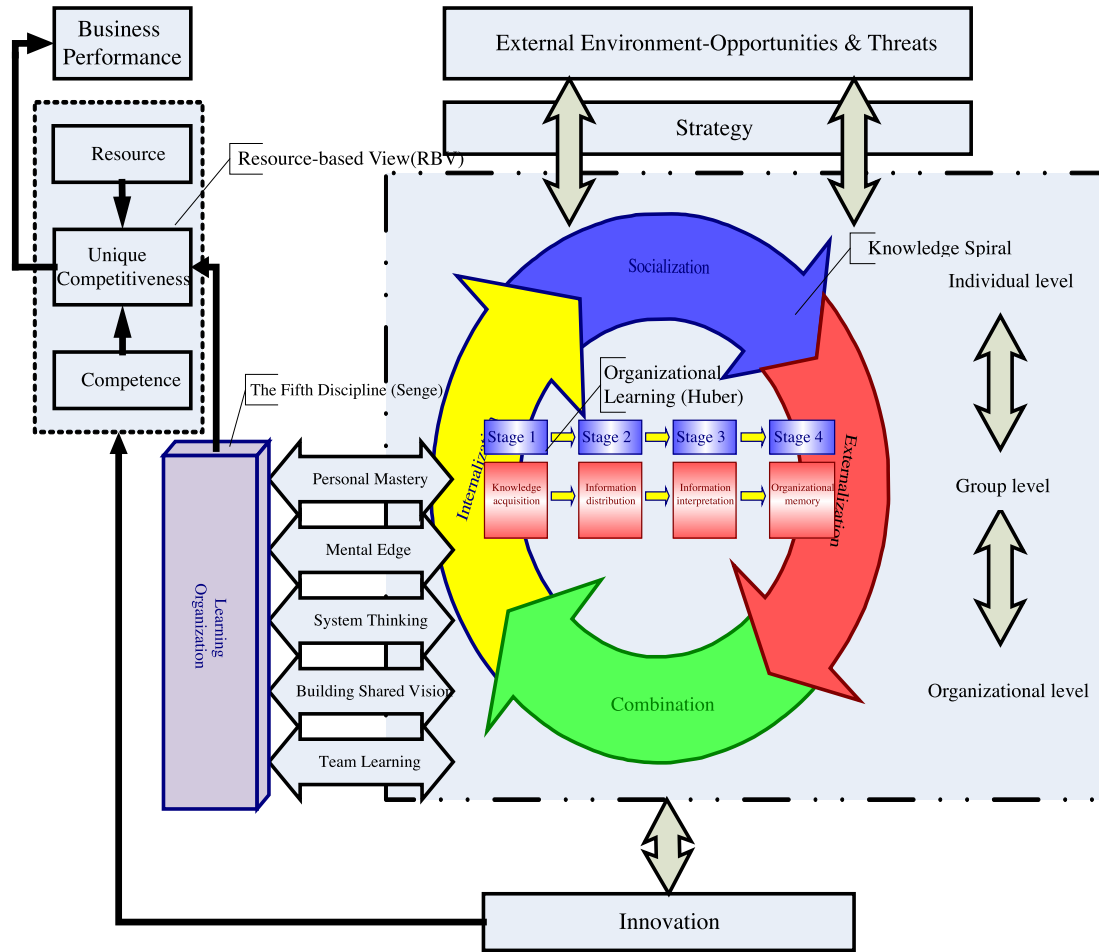 Business
Performance
External Environment-Opportunities & Threats
Strategy
Resource
Resource-based View(RBV)
Unique
Competitiveness
Competence
The Fifth Discipline (Senge)
Learning
Organization
Personal Mastery
Mental Edge
System Thinking
Building Shared Vision
Team Learning
Socialization
Knowledge Spiral
Organizational
Learning (Huber)
Stage 1
Stage 2
Stage 3
Stage 4
Knowledge
acquisition
Information
distribution
Information
interpretation
Organizational
memory
Externalization
Combination
Individual level
Group level
Organizational level
Innovation